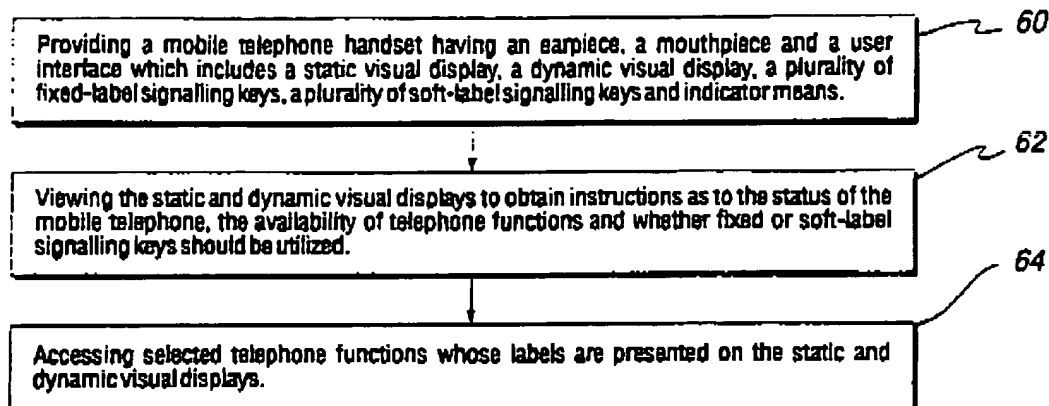 60
Providing a mobile telephone handset having an earpiece, a mouthpiece and a user
interface which includes a static visual display, a dynamic visual display, a plurality of
fixed-label signalling keys, a plurality of soft-label signalling keys and indicator means.
62
Viewing the static and dynamic visual displays to obtain instructions as to the status of the
mobile telephone, the availability of telephone functions and whether fixed or soft-label
signalling keys should be utilized.
64
Accessing selected telephone functions whose labels are presented on the static and
dynamic visual displays.